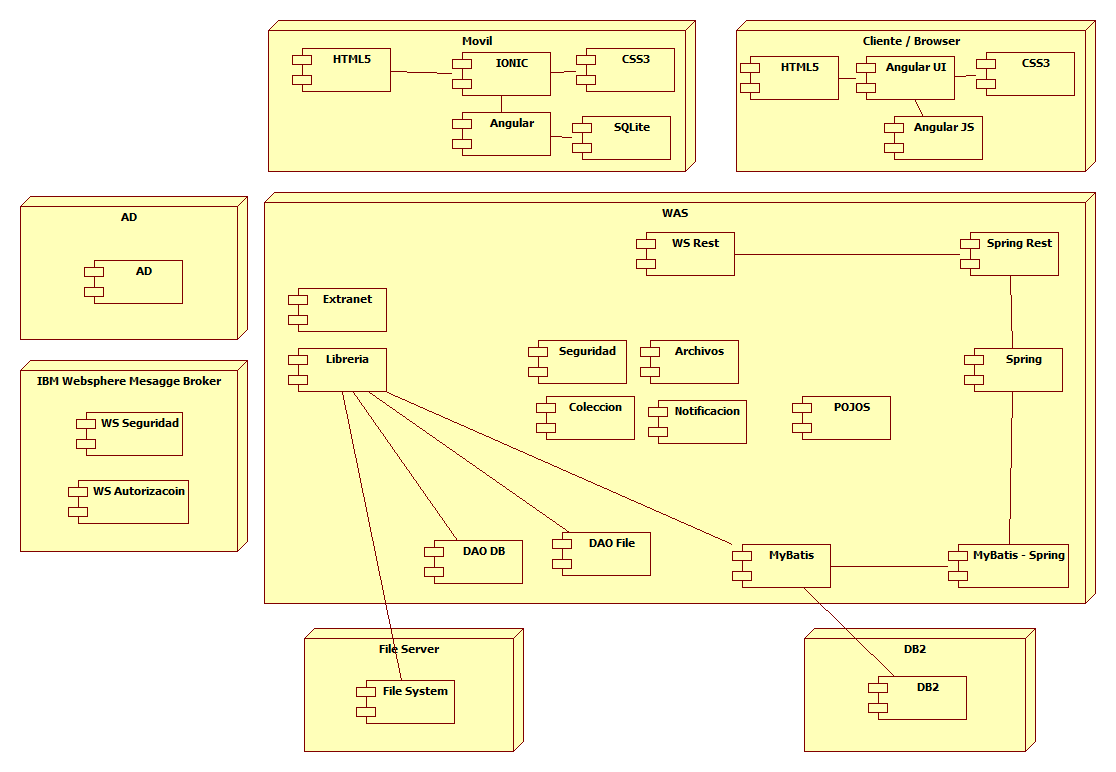 Movil
HTML5
IONIC
CSS3
Angular
SQLite
Cliente / Browser
HTML5
Angular UI
CSS3
Angular JS
AD
AD
IBM Websphere Mesagge Broker
WS Seguridad
WS Autorizacoin
WAS
WS Rest
Spring Rest
Extranet
Libreria
Seguridad
Archivos
Spring
Coleccion
Notificacion
POJOS
DAO DB
DAO File
MyBatis
MyBatis - Spring
File Server
File System
DB2
DB2